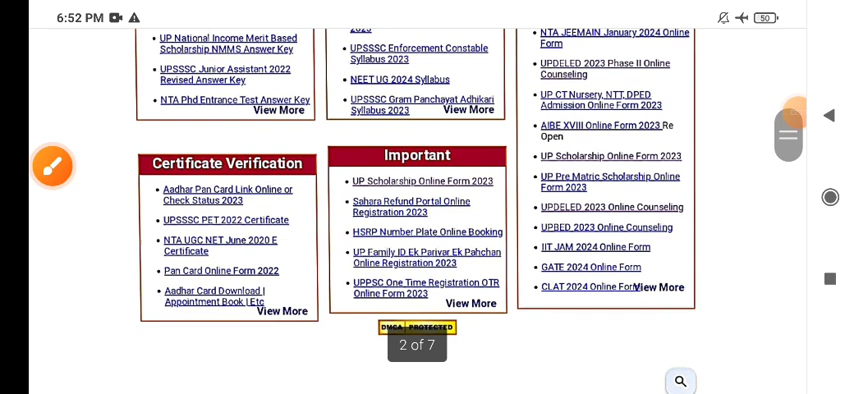 6:52 PM
50
UP National Income Merit Based
Scholarship NMMS Answer Key
UPSSSC Junior Assistant 2022
Revised Answer Key
NTA Phd Entrance Test Answer Key
View More
2023
UPSSSC Enforcement Constable
Syllabus 2023
NEET UG 2024 Syllabus
UPSSSC Gram Panchayat Adhikari
Syllabus 2023
View More
NTA JEEMAIN January 2024 Online
Form
UPDELED 2023 Phase II Online
Counseling
UP CT Nursery, NTT, DPED
Admission Online Form 2023
AIBE XVIII Online Form 2023 Re
Open
UP Scholarship Online Form 2023
UP Pre Matric Scholarship Online
Form 2023
UPDELED 2023 Online Counseling
UPBED 2023 Online Counseling
IIT JAM 2024 Online Form
GATE 2024 Online Form
CLAT 2024 Online Form
View More
Certificate Verification
Aadhar Pan Card Link Online or
Check Status 2023
UPSSSC PET 2022 Certificate
NTA UGC NET June 2020 E
Certificate
Pan Card Online Form 2022
Aadhar Card Download |
Appointment Book | Etc
View More
Important
UP Scholarship Online Form 2023
Sahara Refund Portal Online
Registration 2023
HSRP Number Plate Online Booking
UP Family ID Ek Parivar Ek Pahchan
Online Registration 2023
UPPSC One Time Registration OTR
Online Form 2023
View More
DMCA PROTECTED
2 of 7